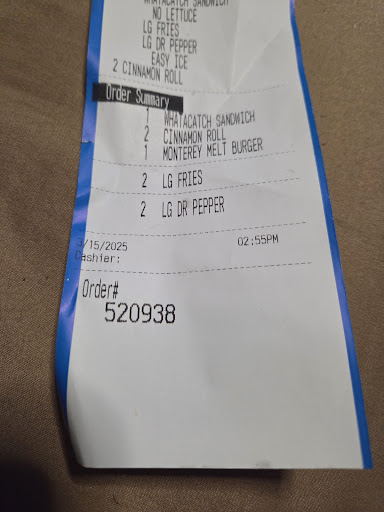 WHATACATCH SANDWICH
NO LETTUCE
LG FRIES
LG DR PEPPER
EASY ICE
2 CINNAMON ROLL
Order Summary
1 WHATACATCH SANDWICH
2 CINNAMON ROLL
1 MONTEREY MELT BURGER
2 LG FRIES
2 LG DR PEPPER
/15/2025 02:55PM
Cashier:
Order#
520938